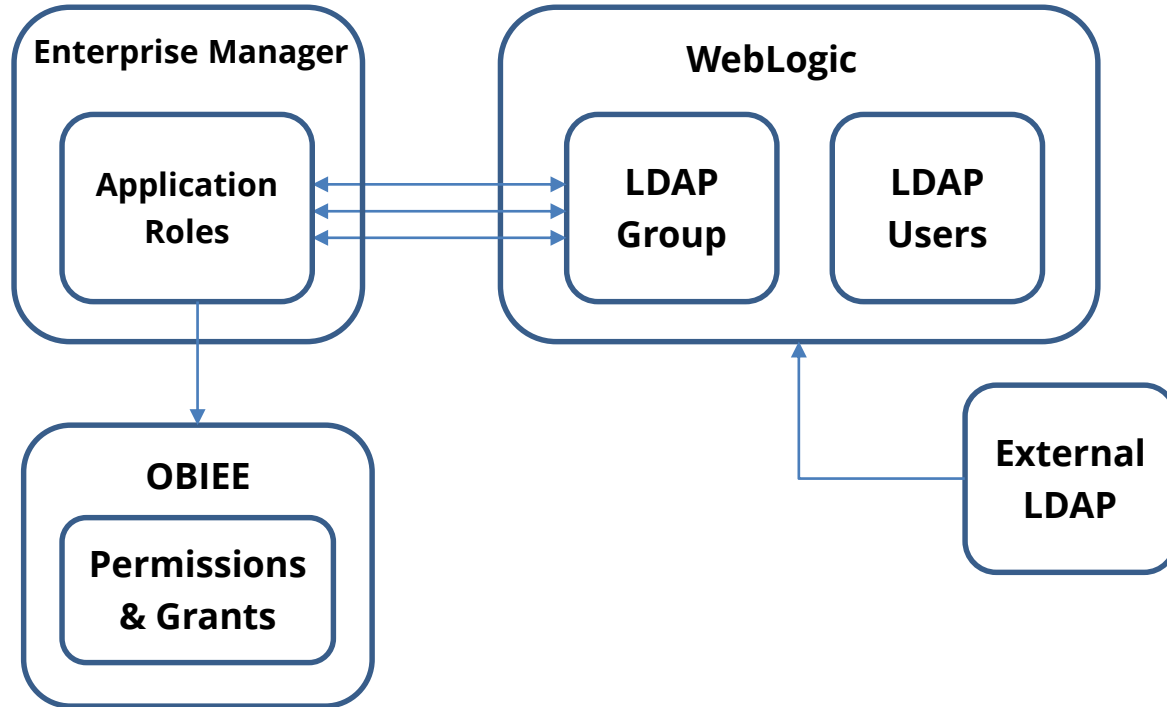 Enterprise Manager
Application
Roles
WebLogic
LDAP
Group
LDAP
Users
OBIEE
Permissions
& Grants
External
LDAP